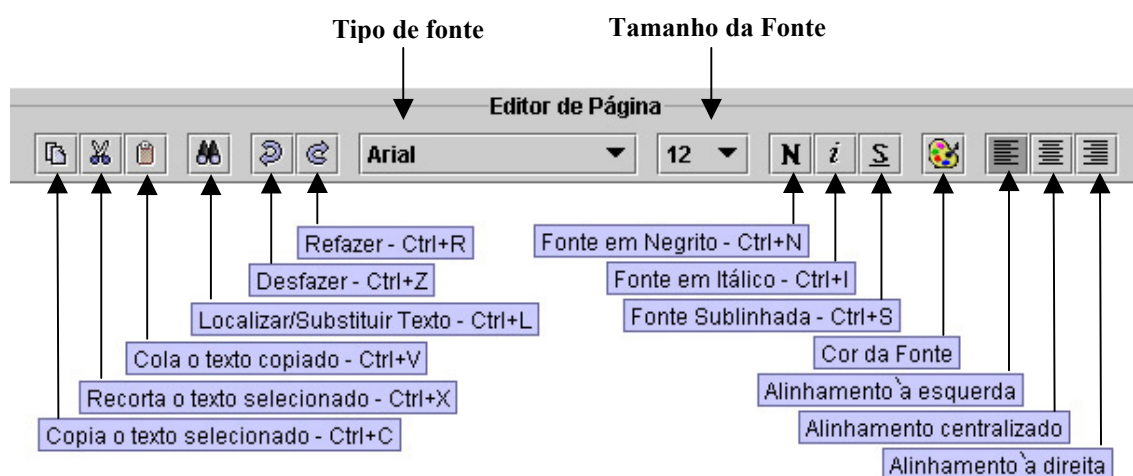 Tipo de fonte Tamanho da Fonte
Editor de Página
Arial 12 N i S
Refazer - Ctrl+R Fonte em Negrito - Ctrl+N
Desfazer - Ctrl+Z Fonte em Itálico - Ctrl+I
Localizar/Substituir Texto - Ctrl+L Fonte Sublinhada - Ctrl+S
Cola o texto copiado - Ctrl+V Cor da Fonte
Recorta o texto selecionado - Ctrl+X Alinhamento `a esquerda
Copia o texto selecionado - Ctrl+C Alinhamento centralizado
Alinhamento `a direita